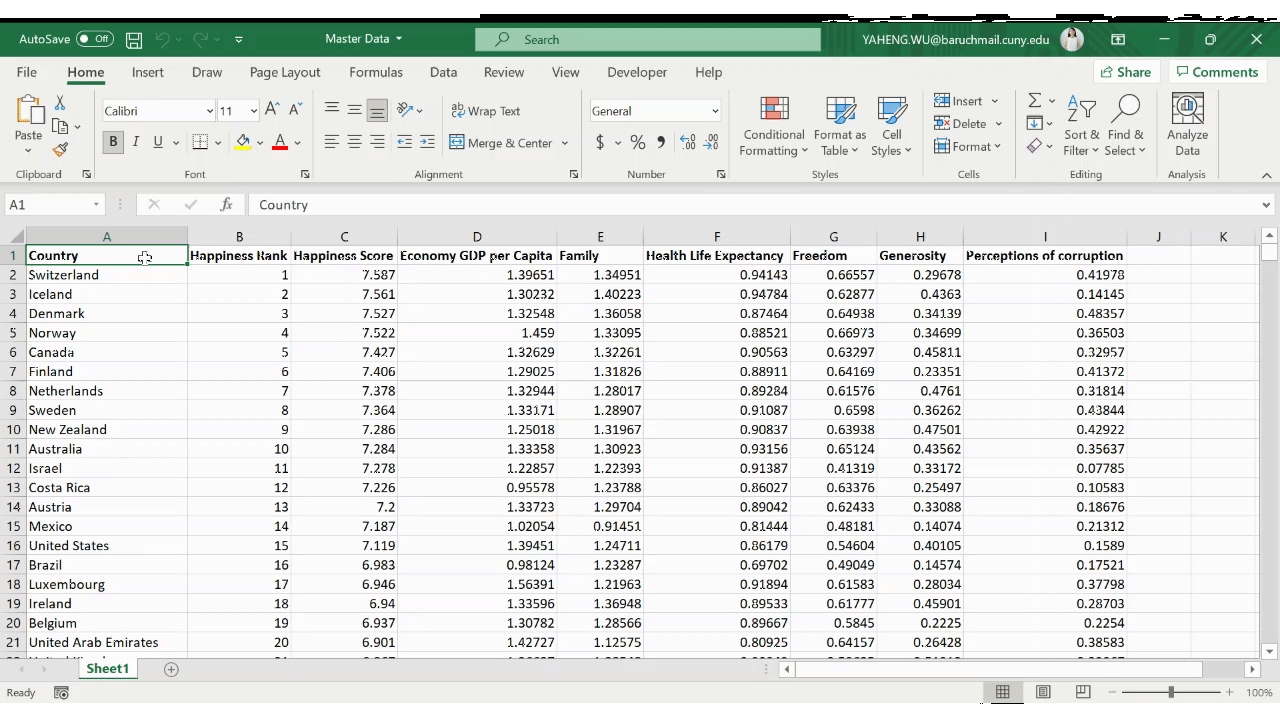 AutoSave Off Master Data Search YAHENG.WU@baruchmail.cuny.edu
File Home Insert Draw Page Layout Formulas Data Review View Developer Help Share Comments
Paste Calibri 11 Wrap Text General Conditional Formatting Format as Table Cell Styles Insert Sort & Filter Find & Select Analyze Data
B I U A Merge & Center $ % Delete Format
Clipboard Font Alignment Number Styles Cells Editing Analysis
A1 fx Country
A B C D E F G H I J K
1 Country Happiness Rank Happiness Score Economy GDP per Capita Family Health Life Expectancy Freedom Generosity Perceptions of corruption
2 Switzerland 1 7.587 1.39651 1.34951 0.94143 0.66557 0.29678 0.41978
3 Iceland 2 7.561 1.30232 1.40223 0.94784 0.62877 0.4363 0.14145
4 Denmark 3 7.527 1.32548 1.36058 0.87464 0.64938 0.34139 0.48357
5 Norway 4 7.522 1.459 1.33095 0.88521 0.66973 0.34699 0.36503
6 Canada 5 7.427 1.32629 1.32261 0.90563 0.63297 0.45811 0.32957
7 Finland 6 7.406 1.29025 1.31826 0.88911 0.64169 0.23351 0.41372
8 Netherlands 7 7.378 1.32944 1.28017 0.89284 0.61576 0.4761 0.31814
9 Sweden 8 7.364 1.33171 1.28907 0.91087 0.6598 0.36262 0.43844
10 New Zealand 9 7.286 1.25018 1.31967 0.90837 0.63938 0.47501 0.42922
11 Australia 10 7.284 1.33358 1.30923 0.93156 0.65124 0.43562 0.35637
12 Israel 11 7.278 1.22857 1.22393 0.91387 0.41319 0.33172 0.07785
13 Costa Rica 12 7.226 0.95578 1.23788 0.86027 0.63376 0.25497 0.10583
14 Austria 13 7.2 1.33723 1.29704 0.89042 0.62433 0.33088 0.18676
15 Mexico 14 7.187 1.02054 0.91451 0.81444 0.48181 0.14074 0.21312
16 United States 15 7.119 1.39451 1.24711 0.86179 0.54604 0.40105 0.1589
17 Brazil 16 6.983 0.98124 1.23287 0.69702 0.49049 0.14574 0.17521
18 Luxembourg 17 6.946 1.56391 1.21963 0.91894 0.61583 0.28034 0.37798
19 Ireland 18 6.94 1.33596 1.36948 0.89533 0.61777 0.45901 0.28703
20 Belgium 19 6.937 1.30782 1.28566 0.89667 0.5845 0.2225 0.2254
21 United Arab Emirates 20 6.901 1.42727 1.12575 0.80925 0.64157 0.26428 0.38583
Sheet1
Ready 100%